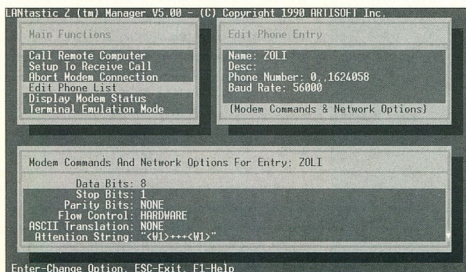 LANtastic Z (tm) Manager V5.00 - (C) Copyright 1990 ARTISOFT Inc.
Main Functions
Call Remote Computer
Setup To Receive Call
Abort Modem Connection
Edit Phone List
Display Modem Status
Terminal Emulation Mode
Edit Phone Entry
Name: ZOLI
Desc:
Phone Number: 0,,1624058
Baud Rate: 56000
(Modem Commands & Network Options)
Modem Commands And Network Options For Entry: ZOLI
Data Bits: 8
Stop Bits: 1
Parity Bits: NONE
Flow Control: HARDWARE
ASCII Translation: NONE
Attention String: "<W1>+++<W1>"
Enter-Change Option, ESC-Exit, F1-Help